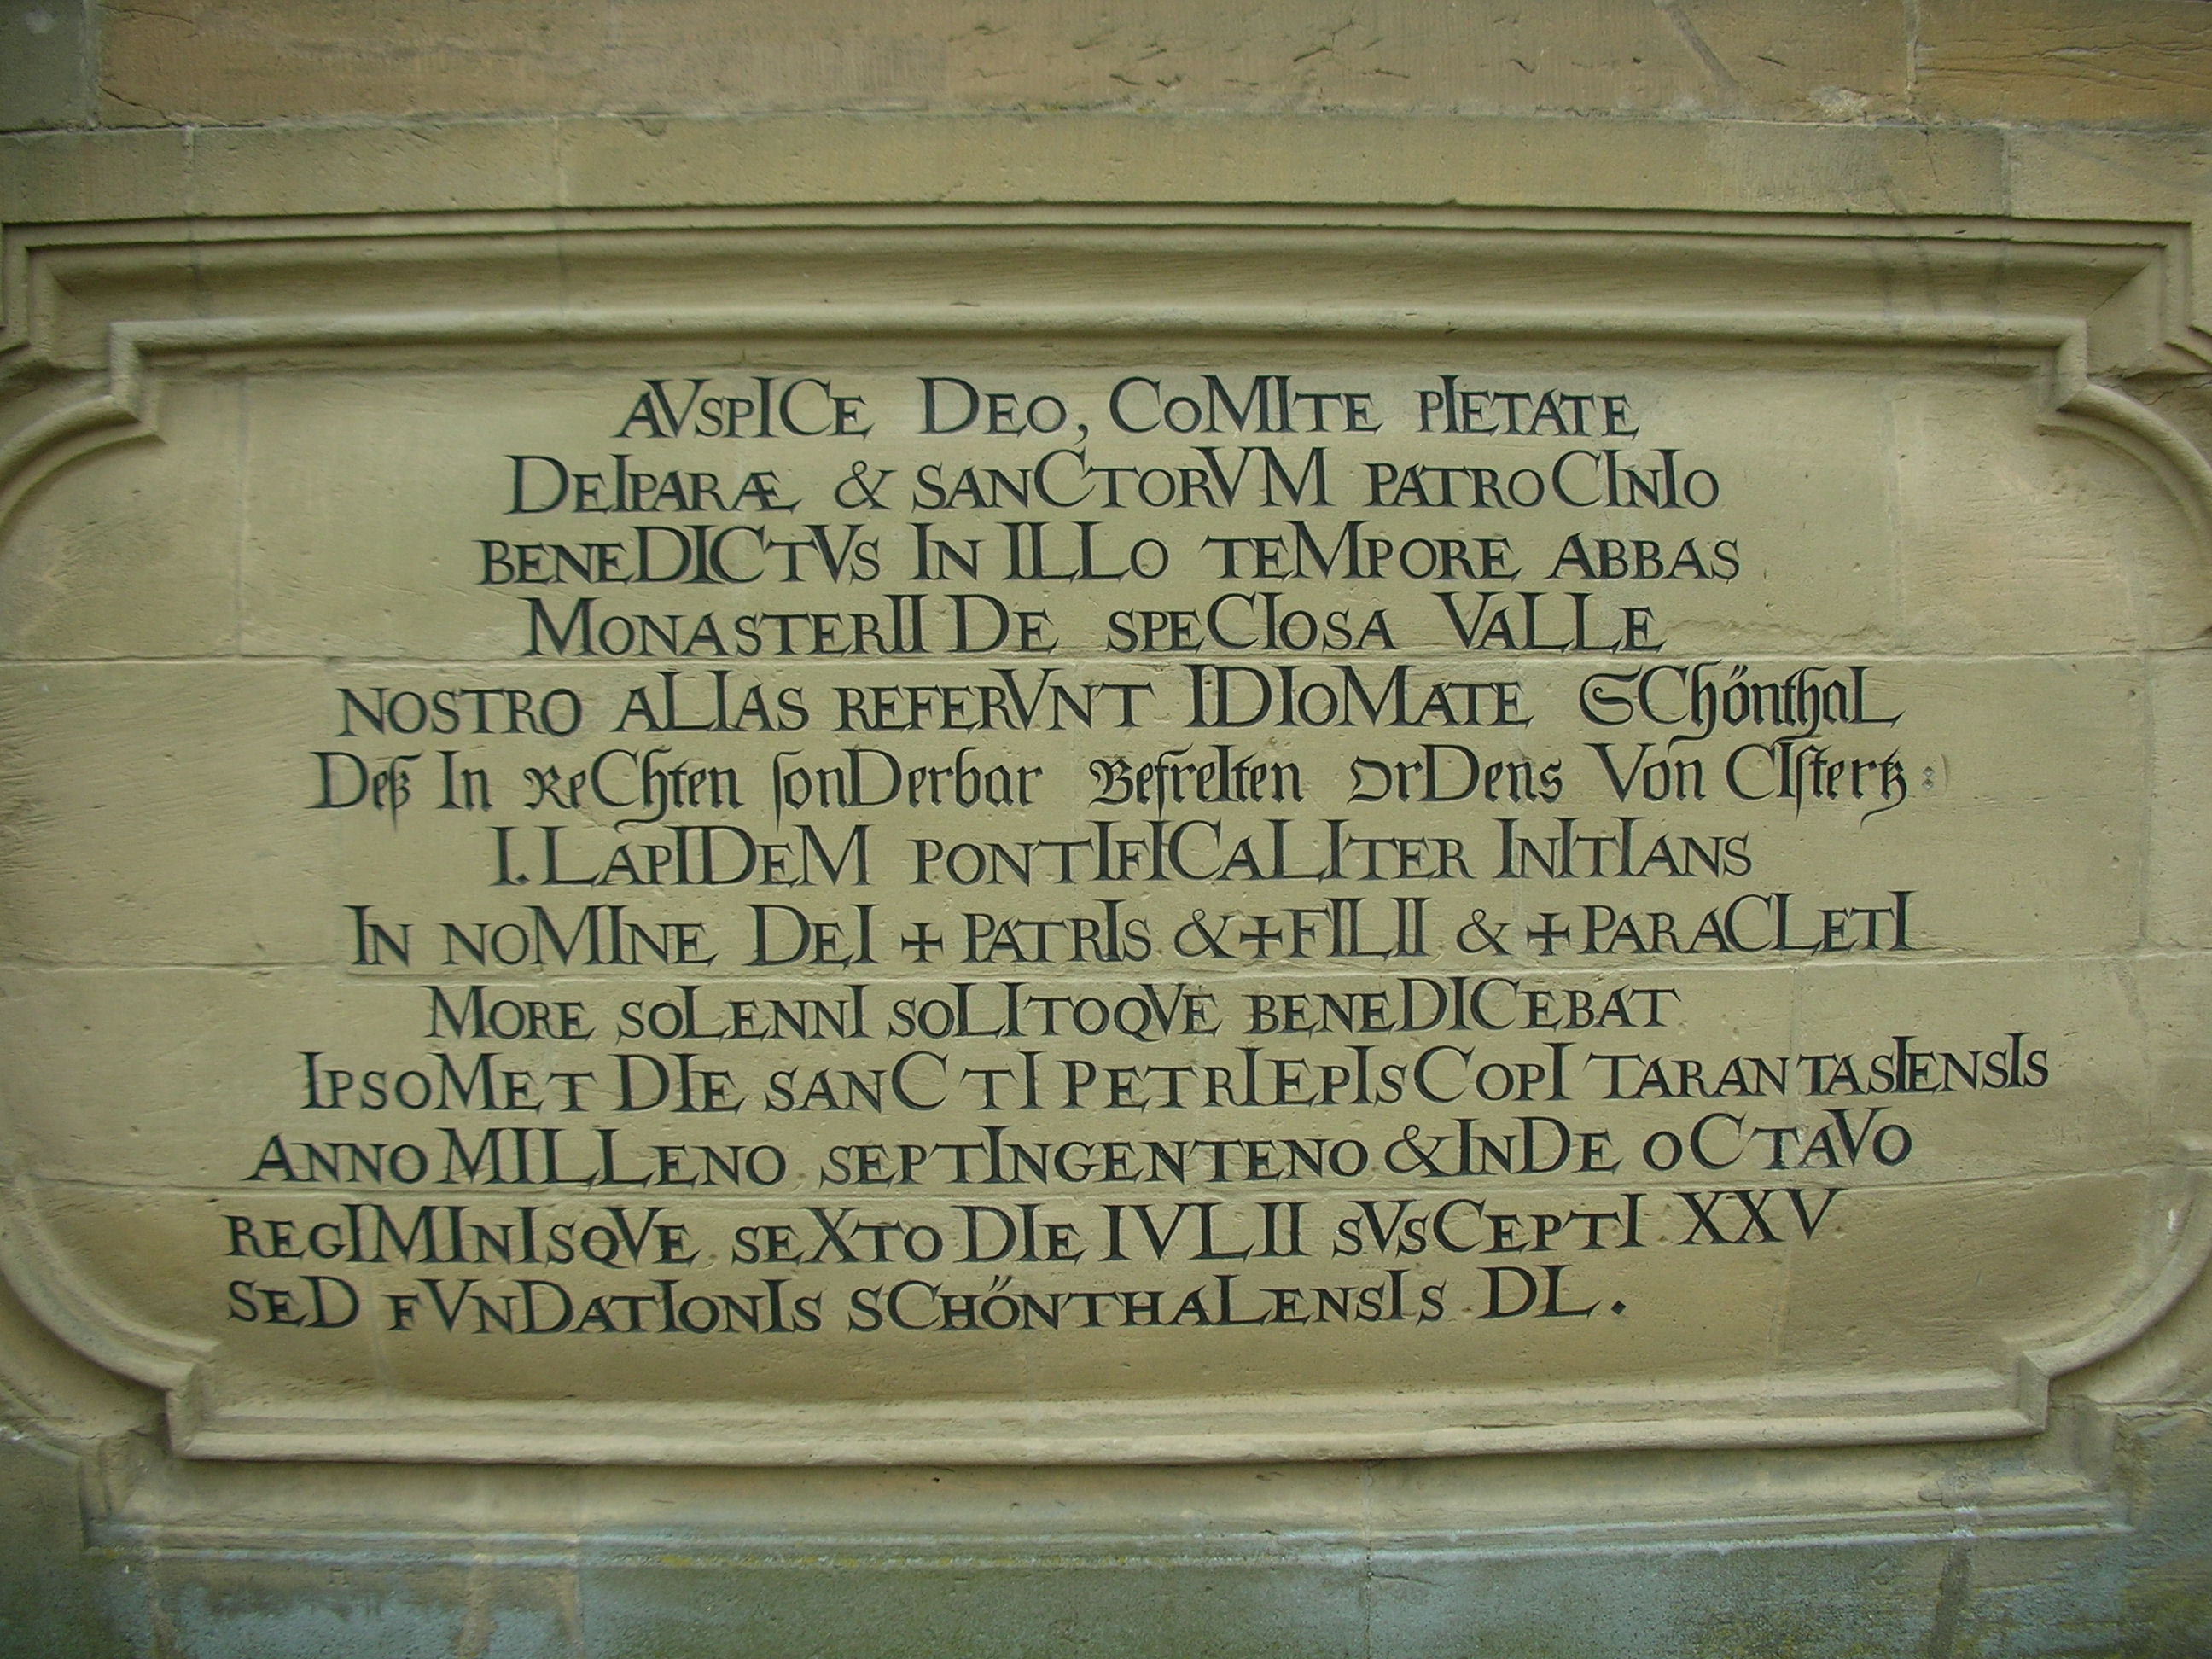 aVspICe Deo, CoMIte pIetate
DeIparæ & sanCtorVM patroCInIo
beneDICtVs In ILLo teMpore abbas
MonasterII De speCIosa VaLLe
nostro aLIas referVnt IDIoMate SChönthaL
Deß In ReChten sonDerbar BefreIten OrDens Von CIstertz:
I. LapIDeM pontIfICaLIter InItIans
In noMIne DeI + patrIs &+fILII & +paraCLetI
More soLennI soLItoqVe beneDICebat
IpsoMet DIe sanCtI petrI epIsCopI tarantasIensIs
anno MILLeno septIngenteno & InDe oCtaVo
regIMInIsqVe seXto DIe IVLII sVsCeptI XXV
seD fVnDatIonIs sChőnthaLensIs DL.